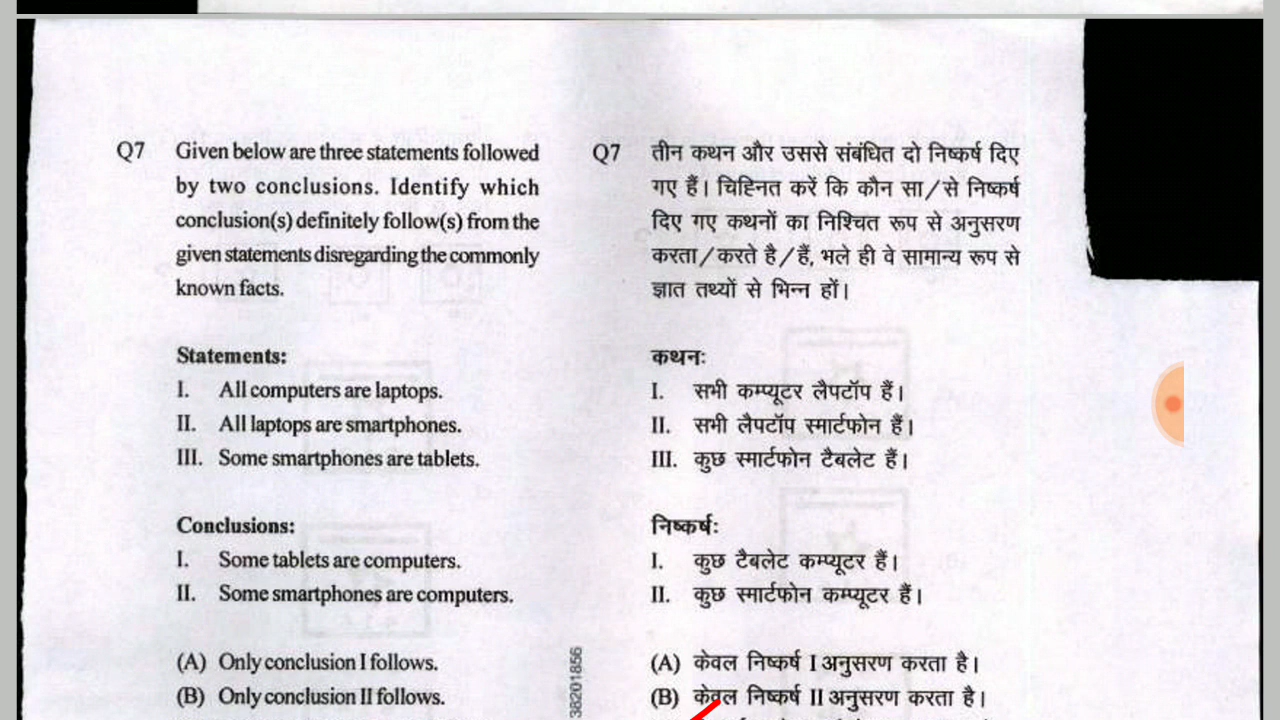 Q7 Given below are three statements followed
by two conclusions. Identify which
conclusion(s) definitely follow(s) from the
given statements disregarding the commonly
known facts.
Statements:
I. All computers are laptops.
II. All laptops are smartphones.
III. Some smartphones are tablets.
Conclusions:
I. Some tablets are computers.
II. Some smartphones are computers.
(A) Only conclusion I follows.
(B) Only conclusion II follows.
38201856
Q7 तीन कथन और उससे संबंधित दो निष्कर्ष दिए
गए हैं। चिह्नित करें कि कौन सा/से निष्कर्ष
दिए गए कथनों का निश्चित रूप से अनुसरण
करता/करते है/हैं, भले ही वे सामान्य रूप से
ज्ञात तथ्यों से भिन्न हों।
कथनः
I. सभी कम्प्यूटर लैपटॉप हैं।
II. सभी लैपटॉप स्मार्टफोन हैं।
III. कुछ स्मार्टफोन टैबलेट हैं।
निष्कर्षः
I. कुछ टैबलेट कम्प्यूटर हैं।
II. कुछ स्मार्टफोन कम्प्यूटर हैं।
(A) केवल निष्कर्ष I अनुसरण करता है।
(B) केवल निष्कर्ष II अनुसरण करता है।